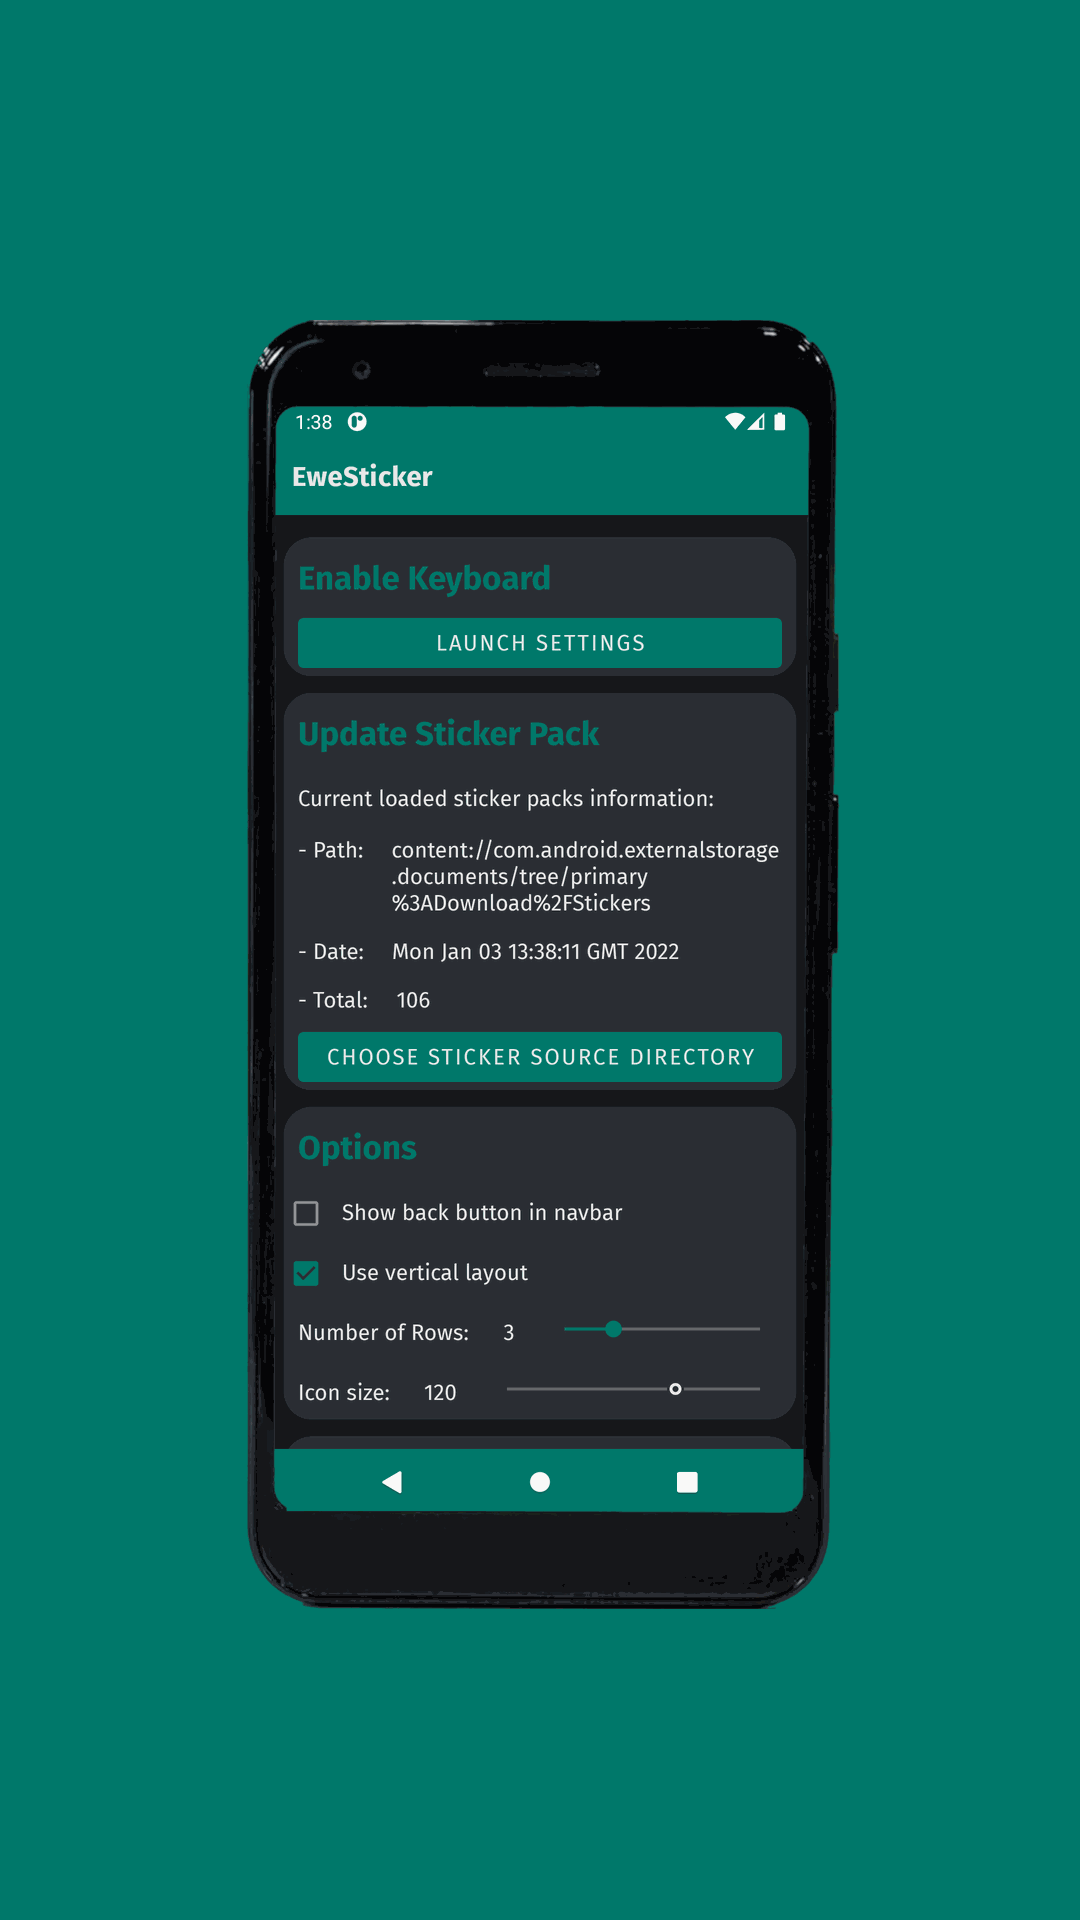 1:38
EweSticker
Enable Keyboard
LAUNCH SETTINGS
Update Sticker Pack
Current loaded sticker packs information:
- Path: content://com.android.externalstorage
.documents/tree/primary
%3ADownload%2FStickers
- Date: Mon Jan 03 13:38:11 GMT 2022
- Total: 106
CHOOSE STICKER SOURCE DIRECTORY
Options
Show back button in navbar
Use vertical layout
Number of Rows: 3
Icon size: 120